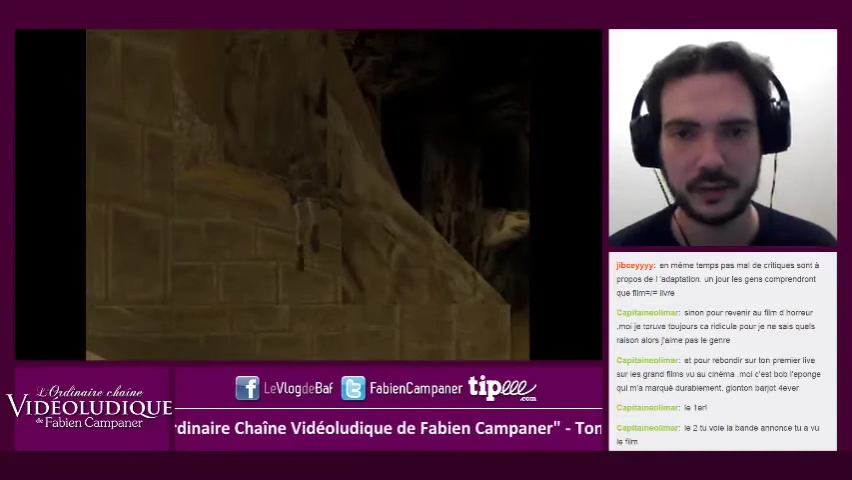 jibceyyyy: en même temps pas mal de critiques sont à
propos de l 'adaptation. un jour les gens comprendront
que film=/= livre
Capitaineolimar: sinon pour revenir au film d horreur
.moi je toruve toujours ca ridicule pour je ne sais quels
raison alors j'aime pas le genre
Capitaineolimar: et pour rebondir sur ton premier live
sur les grand films vu au cinéma .moi c'est bob l'eponge
qui m'a marqué durablement. glonton barjot 4ever
Capitaineolimar: le 1er!
Capitaineolimar: le 2 tu voie la bande annonce tu a vu
le film
L'Ordinaire chaîne
VIDÉOLUDIQUE
de Fabien Campaner
LeVlogdeBaf
FabienCampaner
tipeee
.com
rdinaire Chaîne Vidéoludique de Fabien Campaner" - Ton